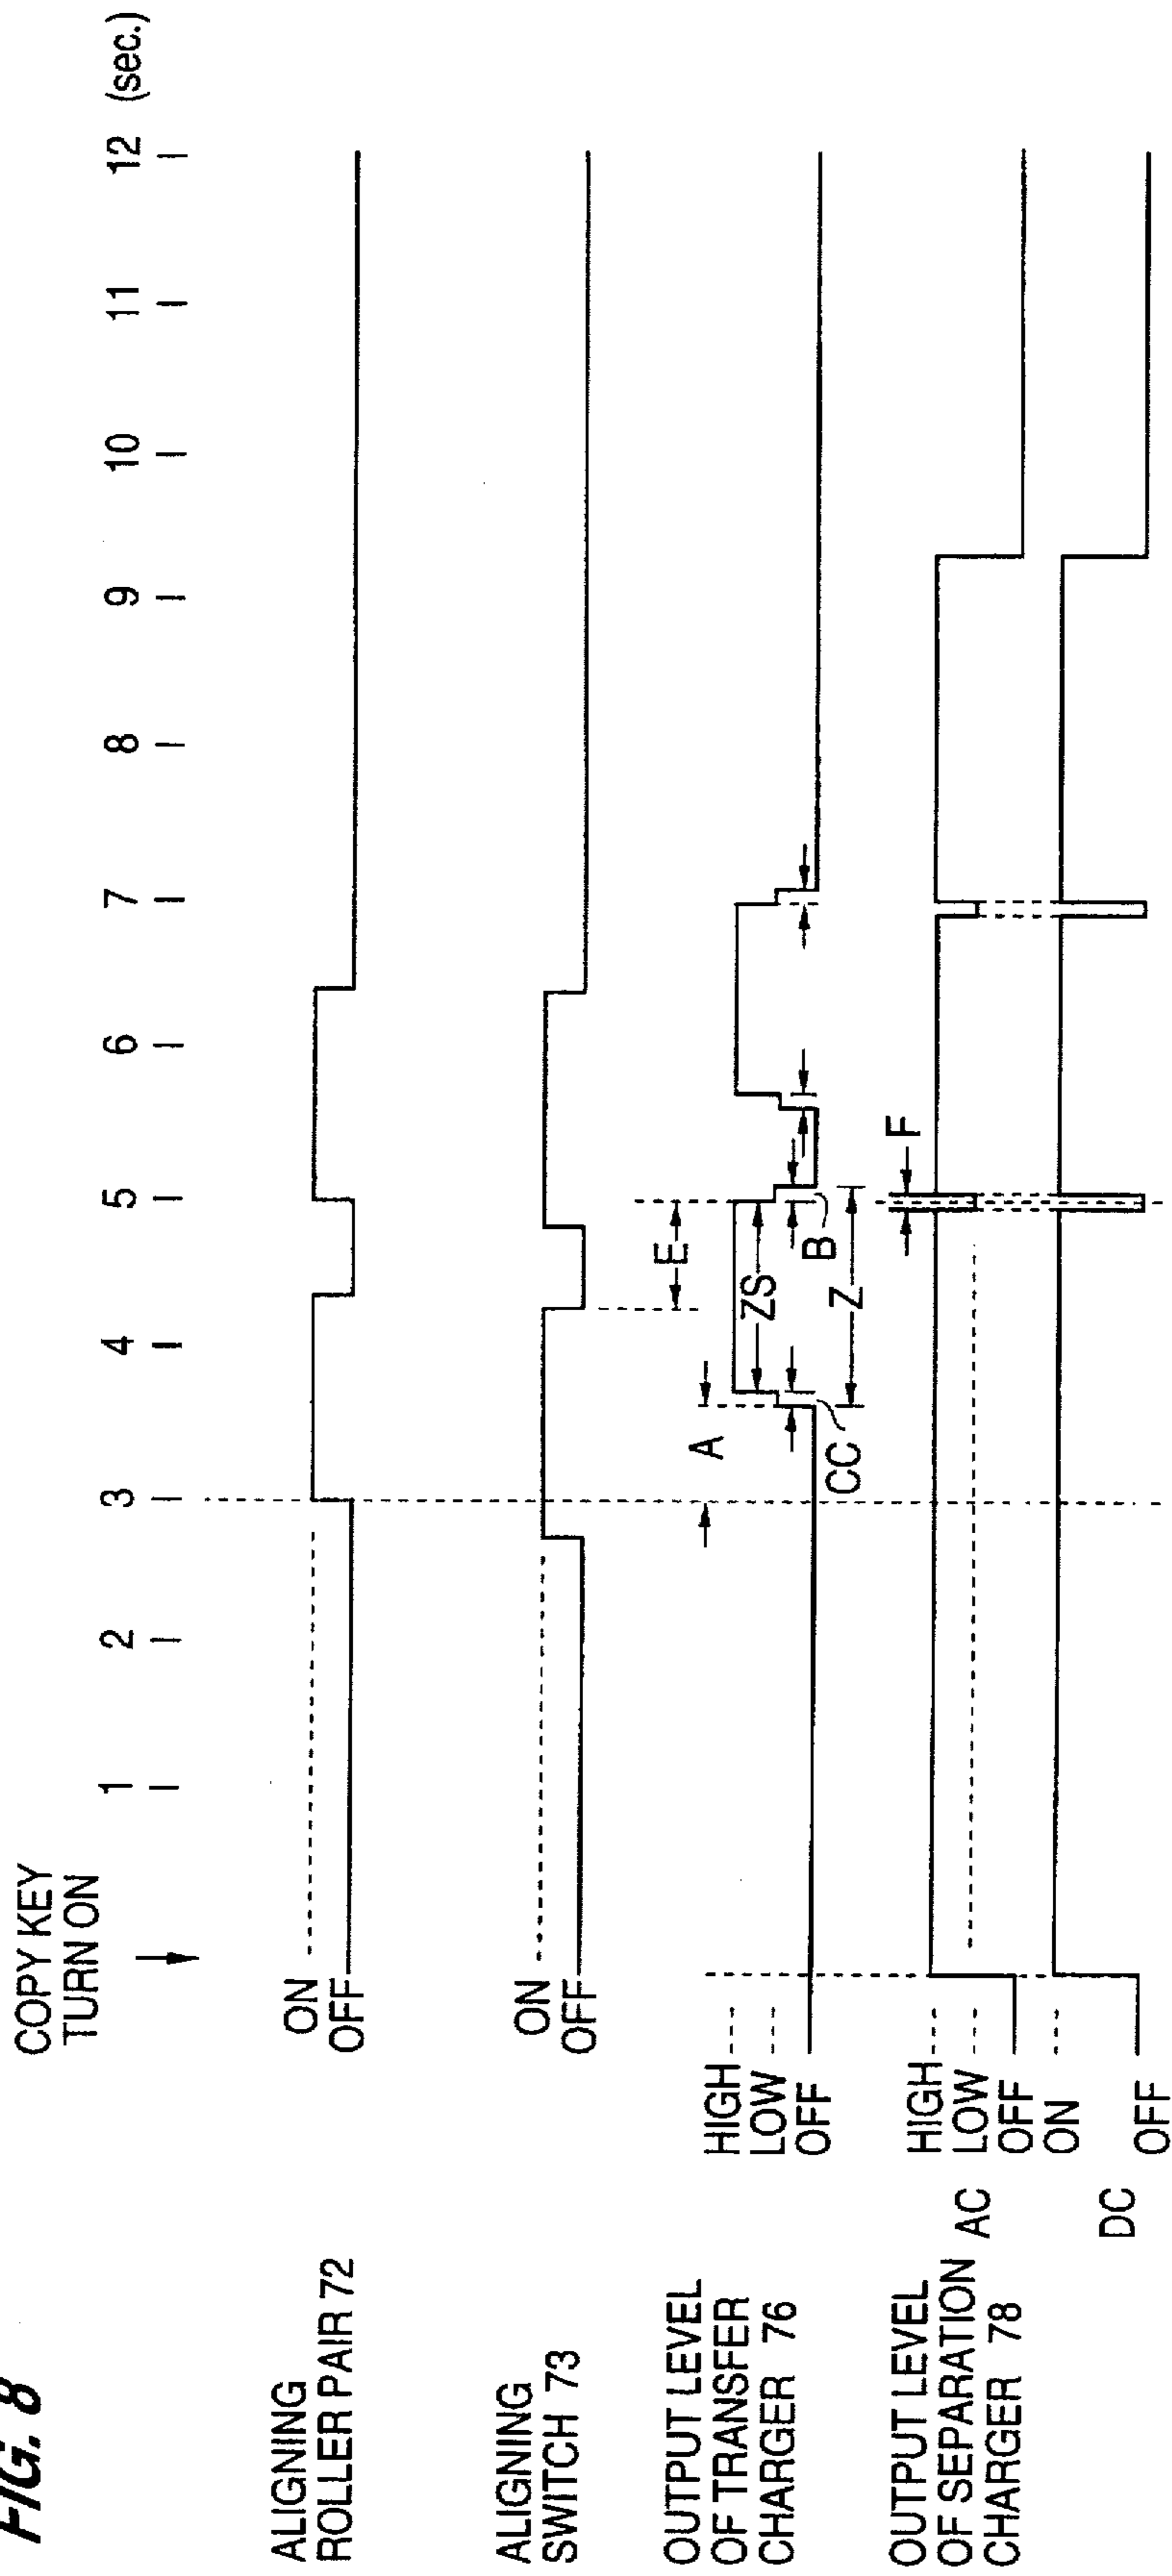 FIG. 8
COPY KEY
TURN ON
1 2 3 4 5 6 7 8 9 10 11 12 (sec.)
ALIGNING
ROLLER PAIR 72
ON
OFF
ALIGNING
SWITCH 73
ON
OFF
OUTPUT LEVEL
OF TRANSFER
CHARGER 76
HIGH
LOW
OFF
A
E
ZS
CC
B
Z
OUTPUT LEVEL
OF SEPARATION
CHARGER 78
AC
HIGH
LOW
OFF
F
DC
ON
OFF